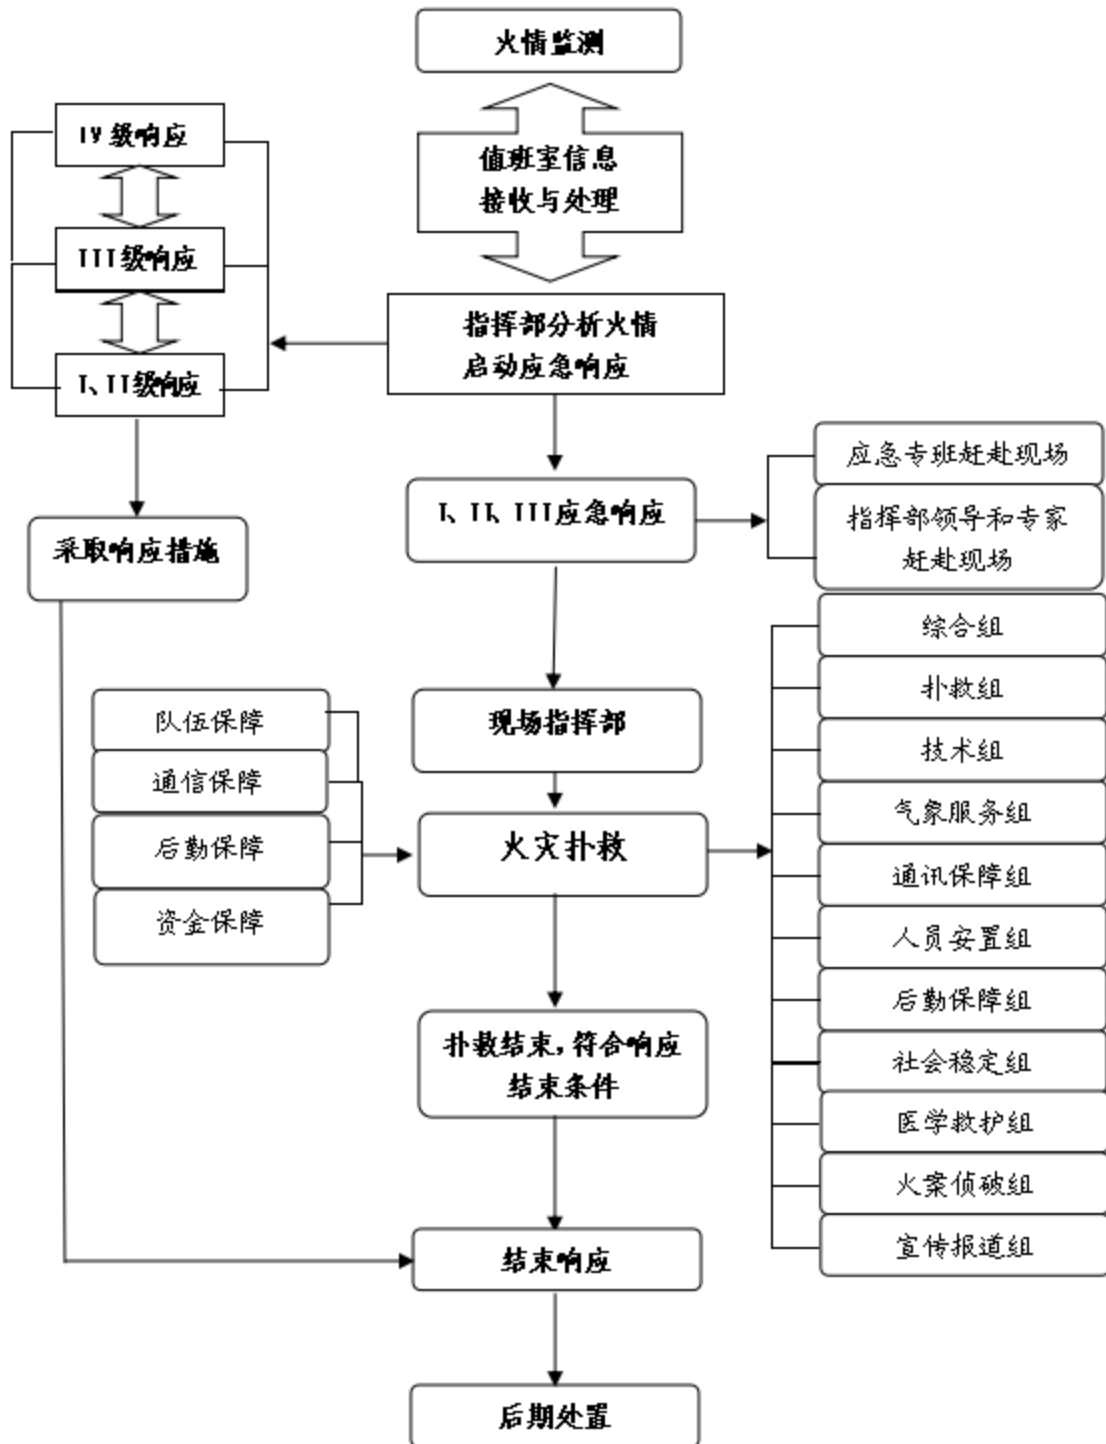 火情监测
值班室信息
接收与处理
IV级响应
III级响应
I、II级响应
指挥部分析火情
启动应急响应
采取响应措施
I、II、III应急响应
应急专班赶赴现场
指挥部领导和专家
赶赴现场
现场指挥部
队伍保障
通信保障
后勤保障
资金保障
火灾扑救
综合组
扑救组
技术组
气象服务组
通讯保障组
人员安置组
后勤保障组
社会稳定组
医学救护组
火案侦破组
宣传报道组
扑救结束,符合响应
结束条件
结束响应
后期处置